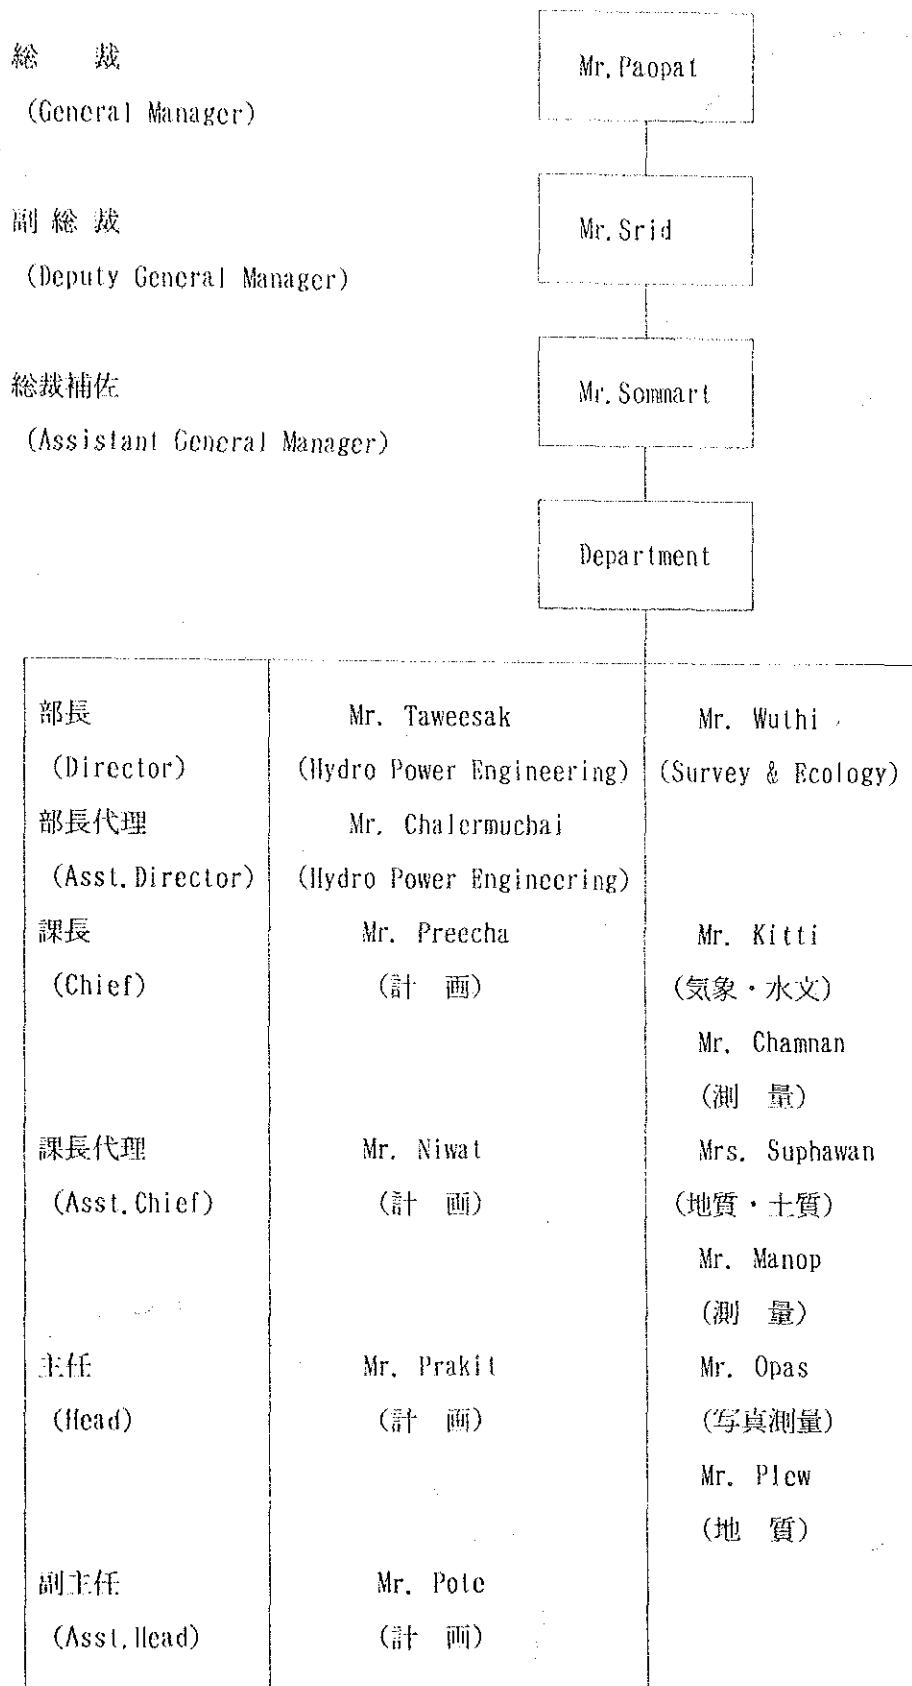 総　裁
(General Manager)
Mr. Paopat
副 総 裁
(Deputy General Manager)
Mr. Srid
総裁補佐
(Assistant General Manager)
Mr. Sommart
Department
部長 Mr. Taweesak Mr. Wuthi
(Director) (Hydro Power Engineering) (Survey & Ecology)
部長代理 Mr. Chalermuchai
(Asst. Director) (Hydro Power Engineering)
課長 Mr. Preecha Mr. Kitti
(Chief) (計　画) (気象・水文)
Mr. Chamnan
(測　量)
課長代理 Mr. Niwat Mrs. Suphawan
(Asst. Chief) (計　画) (地質・土質)
Mr. Manop
(測　量)
主任 Mr. Prakit Mr. Opas
(Head) (計　画) (写真測量)
Mr. Plew
(地　質)
副主任 Mr. Pote
(Asst. Head) (計　画)